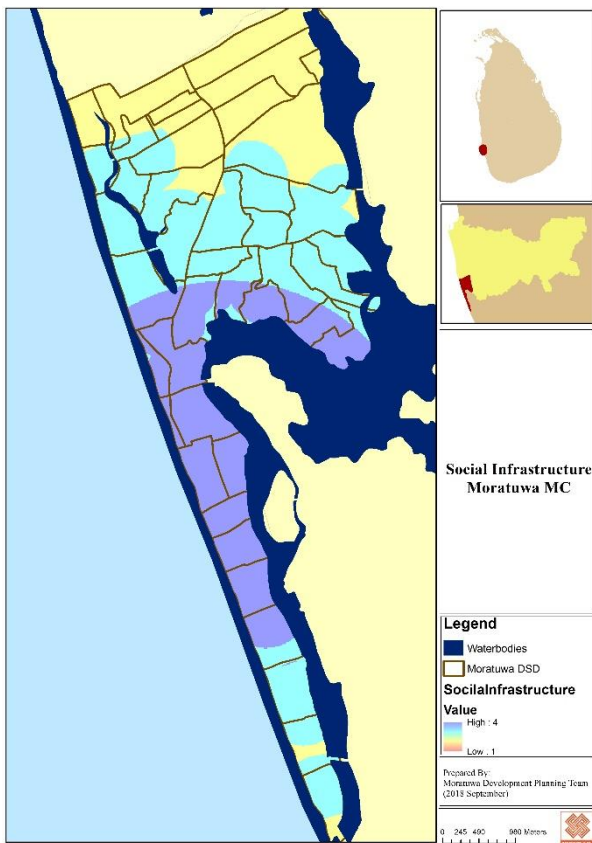 Social Infrastructure
Moratuwa MC
Legend
Waterbodies
Moratuwa DSD
SocilaInfrastructure
Value
High : 4
Low : 1
Prepared By:
Moratuwa Development Planning Team
(2018 September)
0 245 490 980 Meters